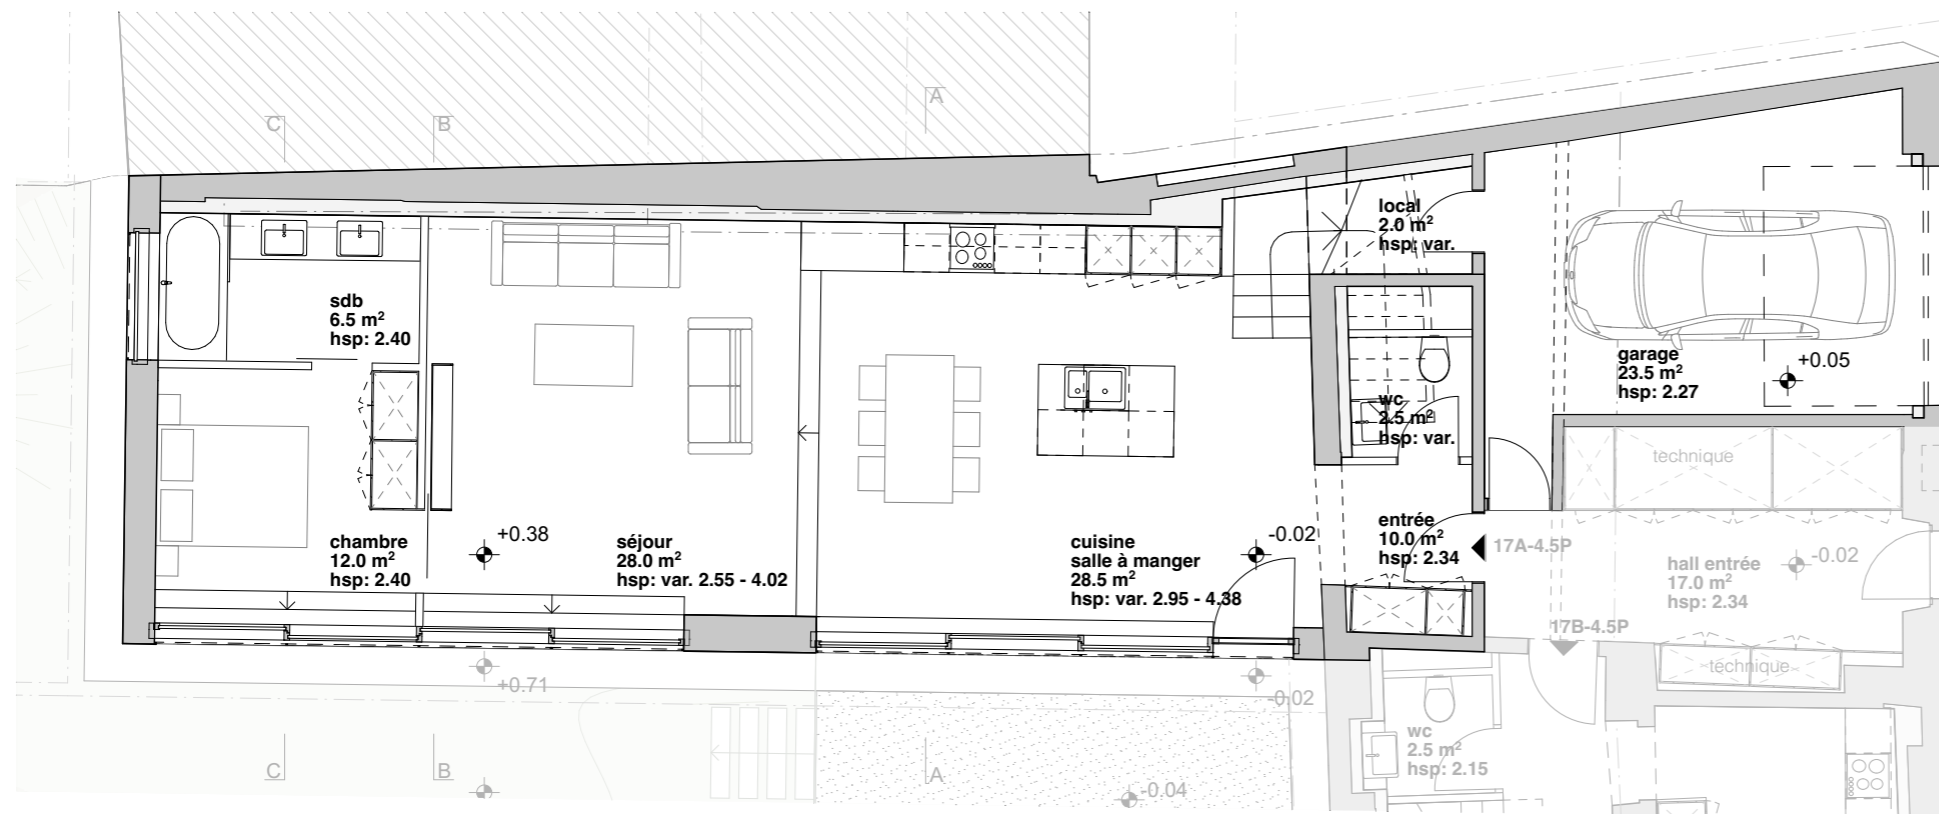 A
C
B
local
2.0 m²
hsp: var.
sdb
6.5 m²
hsp: 2.40
garage
23.5 m²
hsp: 2.27
+0.05
wc
2.5 m²
hsp: var.
technique
chambre
12.0 m²
hsp: 2.40
+0.38
séjour
28.0 m²
hsp: var. 2.55 - 4.02
cuisine
salle à manger
28.5 m²
hsp: var. 2.95 - 4.38
-0.02
entrée
10.0 m²
hsp: 2.34
17A-4.5P
hall entrée
17.0 m²
hsp: 2.34
-0.02
17B-4.5P
technique
+0.71
-0.02
wc
2.5 m²
hsp: 2.15
C
B
A
-0.04